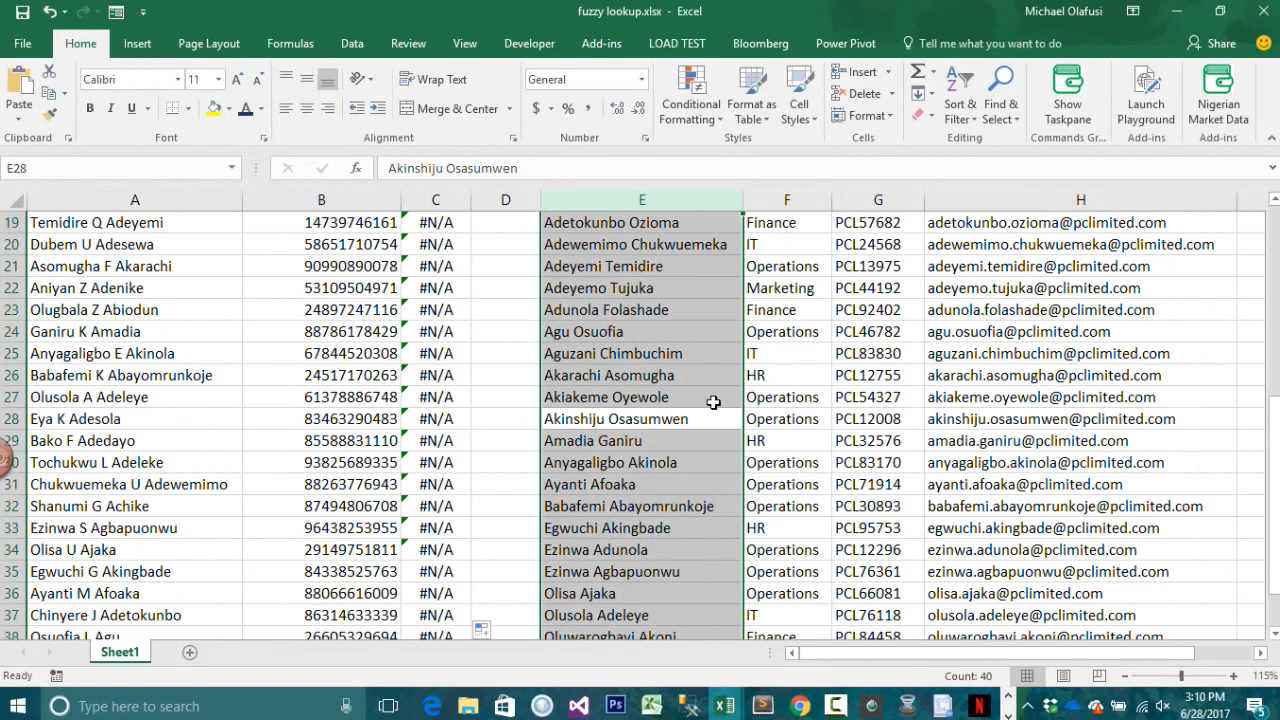 fuzzy lookup.xlsx - Excel
Michael Olafusi
File Home Insert Page Layout Formulas Data Review View Developer Add-ins LOAD TEST Bloomberg Power Pivot Tell me what you want to do Share
Calibri 11 Wrap Text General Insert
Paste B I U Merge & Center $ % , Conditional Formatting Format as Table Cell Styles Delete Format Sort & Filter Find & Select Show Taskpane Launch Playground Nigerian Market Data
Clipboard Font Alignment Number Styles Cells Editing Commands Gr... Add-ins Add-ins
E28 fx Akinshiju Osasumwen
A B C D E F G H
19 Temidire Q Adeyemi 14739746161 #N/A Adetokunbo Ozioma Finance PCL57682 adetokunbo.ozioma@pclimited.com
20 Dubem U Adesewa 58651710754 #N/A Adewemimo Chukwuemeka IT PCL24568 adewemimo.chukwuemeka@pclimited.com
21 Asomugha F Akarachi 90990890078 #N/A Adeyemi Temidire Operations PCL13975 adeyemi.temidire@pclimited.com
22 Aniyan Z Adenike 53109504971 #N/A Adeyemo Tujuka Marketing PCL44192 adeyemo.tujuka@pclimited.com
23 Olugbala Z Abiodun 24897247116 #N/A Adunola Folashade Finance PCL92402 adunola.folashade@pclimited.com
24 Ganiru K Amadia 88786178429 #N/A Agu Osuofia Operations PCL46782 agu.osuofia@pclimited.com
25 Anyagaligbo E Akinola 67844520308 #N/A Aguzani Chimbuchim IT PCL83830 aguzani.chimbuchim@pclimited.com
26 Babafemi K Abayomrunkoje 24517170263 #N/A Akarachi Asomugha HR PCL12755 akarachi.asomugha@pclimited.com
27 Olusola A Adeleye 61378886748 #N/A Akiakeme Oyewole Operations PCL54327 akiakeme.oyewole@pclimited.com
28 Eya K Adesola 83463290483 #N/A Akinshiju Osasumwen Operations PCL12008 akinshiju.osasumwen@pclimited.com
29 Bako F Adedayo 85588831110 #N/A Amadia Ganiru HR PCL32576 amadia.ganiru@pclimited.com
30 Tochukwu L Adeleke 93825689335 #N/A Anyagaligbo Akinola Operations PCL83170 anyagaligbo.akinola@pclimited.com
31 Chukwuemeka U Adewemimo 88263776943 #N/A Ayanti Afoaka Operations PCL71914 ayanti.afoaka@pclimited.com
32 Shanumi G Achike 87494806708 #N/A Babafemi Abayomrunkoje Operations PCL30893 babafemi.abayomrunkoje@pclimited.com
33 Ezinwa S Agbapuonwu 96438253955 #N/A Egwuchi Akingbade HR PCL95753 egwuchi.akingbade@pclimited.com
34 Olisa U Ajaka 29149751811 #N/A Ezinwa Adunola Operations PCL12296 ezinwa.adunola@pclimited.com
35 Egwuchi G Akingbade 84338525763 #N/A Ezinwa Agbapuonwu Operations PCL76361 ezinwa.agbapuonwu@pclimited.com
36 Ayanti M Afoaka 88066616009 #N/A Olisa Ajaka Operations PCL66081 olisa.ajaka@pclimited.com
37 Chinyere J Adetokunbo 86314633339 #N/A Olusola Adeleye IT PCL76118 olusola.adeleye@pclimited.com
38 Osuofia L Agu 26605329694 #N/A Oluwarogbayi Akoni Finance PCL84458 oluwarogbayi.akoni@pclimited.com
Sheet1
Ready Count: 40 115%
Type here to search
3:10 PM
6/28/2017
5